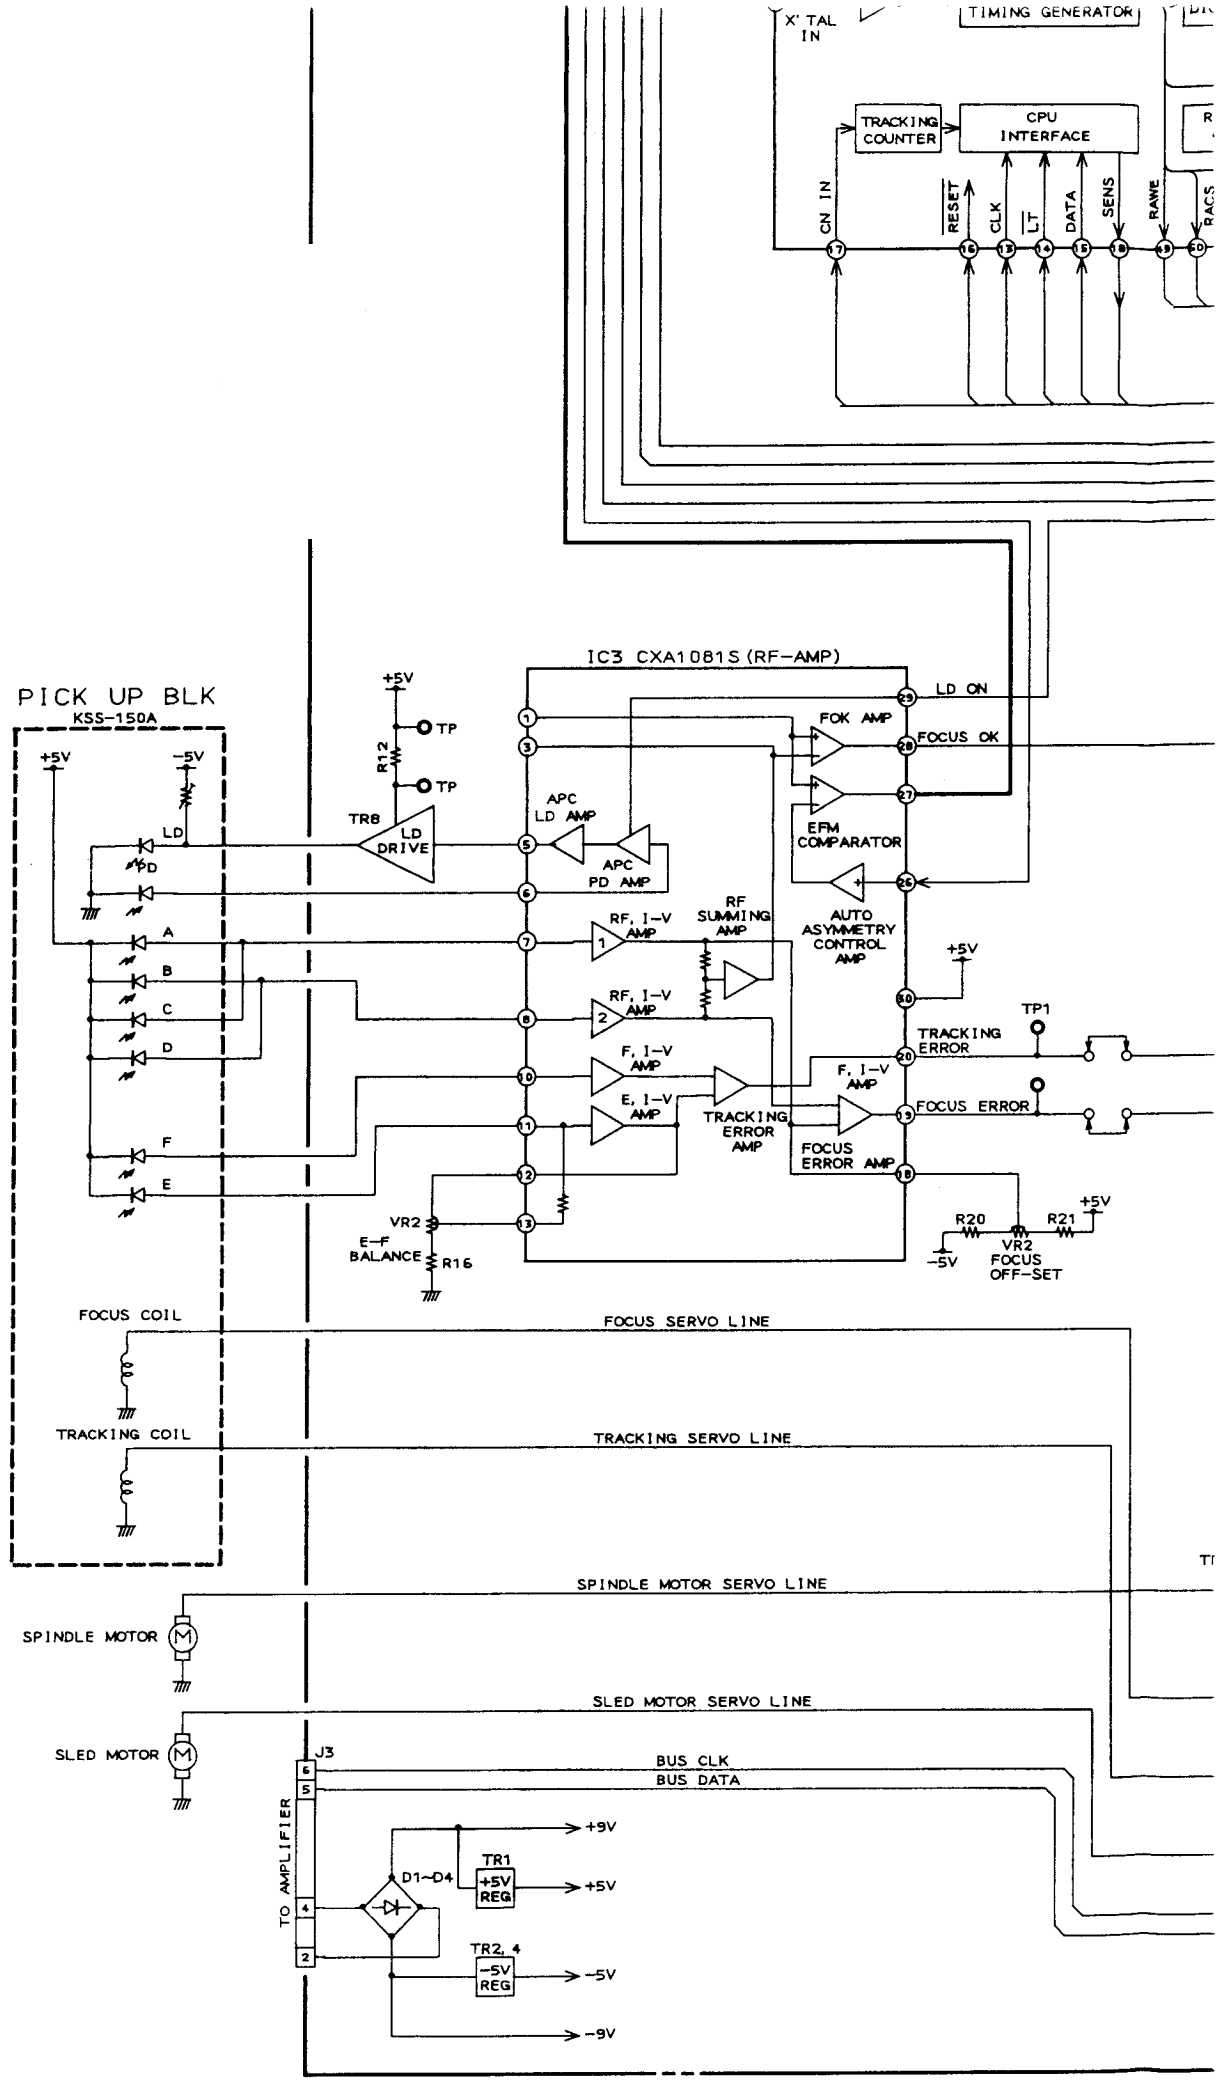 X' TAL
IN
TIMING GENERATOR
TRACKING
COUNTER
CPU
INTERFACE
CN IN
RESET
CLK
LT
DATA
SENS
RAWE
RACS
17
16
13
14
15
18
49
50
IC3 CXA1081S (RF-AMP)
PICK UP BLK
KSS-150A
+5V
-5V
+5V
TP
R12
TP
TR8
LD
DRIVE
LD
PD
1
3
5
6
7
8
10
11
12
13
APC
LD AMP
APC
PD AMP
FOK AMP
EFM
COMPARATOR
AUTO
ASYMMETRY
CONTROL
AMP
RF
SUMMING
AMP
RF, I-V
AMP
1
RF, I-V
AMP
2
F, I-V
AMP
E, I-V
AMP
TRACKING
ERROR
AMP
F, I-V
AMP
FOCUS
ERROR AMP
29
LD ON
28
FOCUS OK
27
26
30
+5V
20
TRACKING
ERROR
TP1
19
FOCUS ERROR
18
A
B
C
D
F
E
VR2
E-F
BALANCE
R16
R20
R21
+5V
-5V
VR2
FOCUS
OFF-SET
FOCUS COIL
FOCUS SERVO LINE
TRACKING COIL
TRACKING SERVO LINE
SPINDLE MOTOR SERVO LINE
SPINDLE MOTOR
M
SLED MOTOR SERVO LINE
SLED MOTOR
M
J3
6
5
4
2
BUS CLK
BUS DATA
TO AMPLIFIER
+9V
D1~D4
TR1
+5V
REG
+5V
TR2, 4
-5V
REG
-5V
-9V